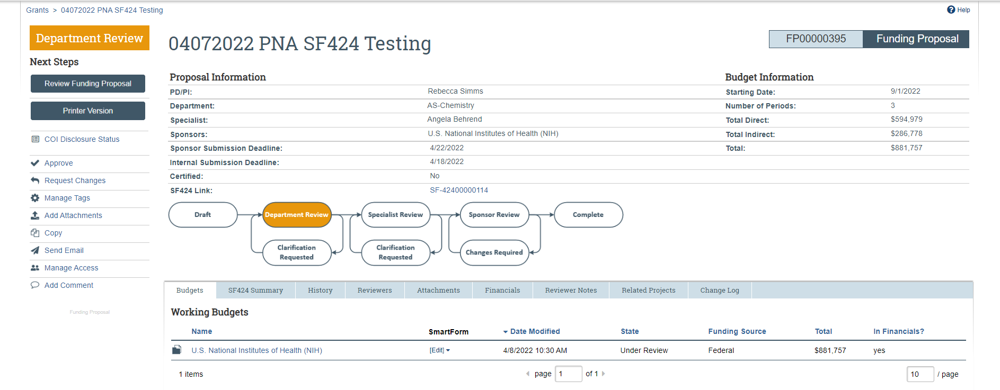 Grants > 04072022 PNA SF424 Testing
Help
Department Review
Next Steps
Review Funding Proposal
Printer Version
COI Disclosure Status
Approve
Request Changes
Manage Tags
Add Attachments
Copy
Send Email
Manage Access
Add Comment
Funding Proposal
04072022 PNA SF424 Testing
FP00000395 Funding Proposal
Proposal Information
PD/PI: Rebecca Simms
Department: AS-Chemistry
Specialist: Angela Behrend
Sponsors: U.S. National Institutes of Health (NIH)
Sponsor Submission Deadline: 4/22/2022
Internal Submission Deadline: 4/18/2022
Certified: No
SF424 Link: SF-42400000114
Budget Information
Starting Date: 9/1/2022
Number of Periods: 3
Total Direct: $594,979
Total Indirect: $286,778
Total: $881,757
Draft
Department Review
Specialist Review
Sponsor Review
Complete
Clarification
Requested
Clarification
Requested
Changes Required
Budgets SF424 Summary History Reviewers Attachments Financials Reviewer Notes Related Projects Change Log
Working Budgets
Name SmartForm Date Modified State Funding Source Total In Financials?
U.S. National Institutes of Health (NIH) [Edit] 4/8/2022 10:30 AM Under Review Federal $881,757 yes
1 items page 1 of 1 10 / page